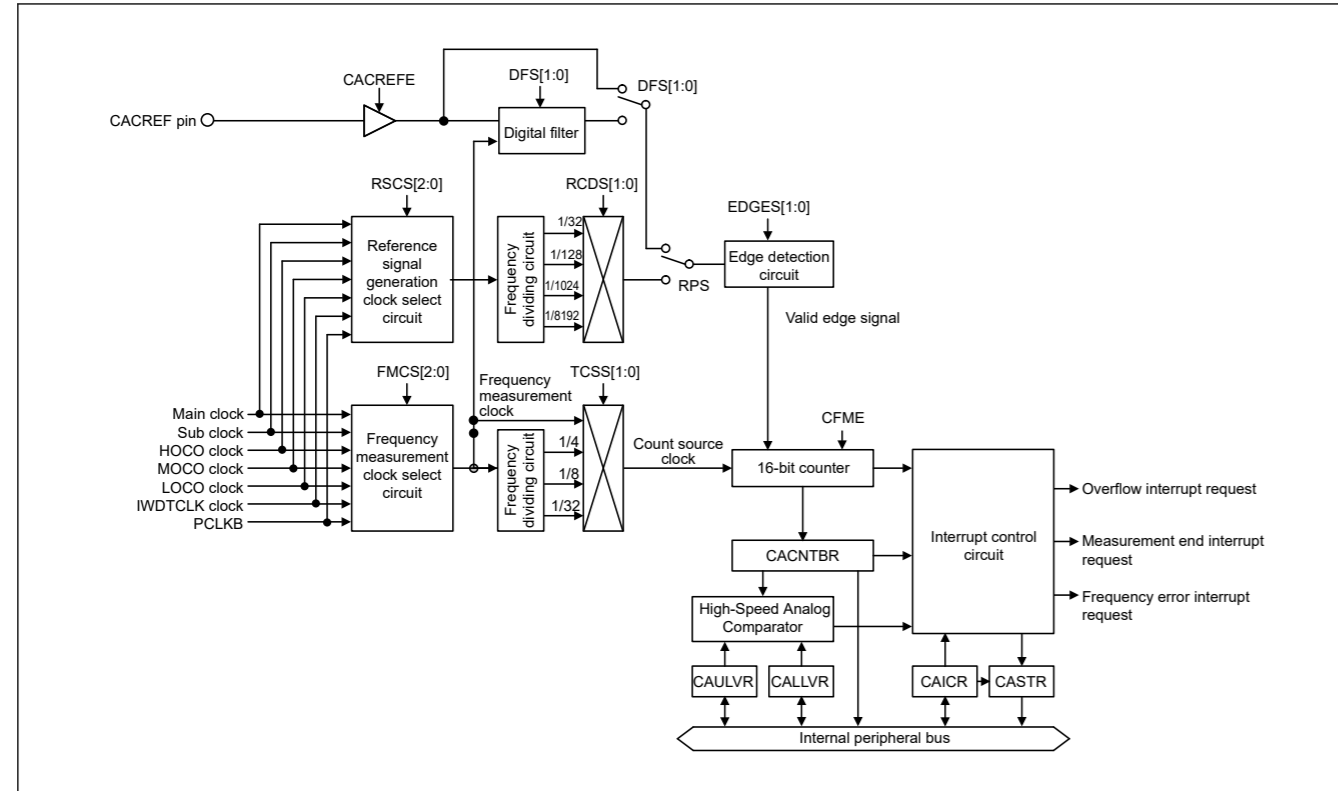 CACREFE
DFS[1:0]
DFS[1:0]
CACREF pin
Digital filter
RSCS[2:0]
RCDS[1:0]
EDGES[1:0]
Reference
signal
generation
clock select
circuit
Frequency
dividing circuit
1/32
1/128
1/1024
1/8192
RPS
Edge detection
circuit
Valid edge signal
FMCS[2:0]
Frequency
measurement
clock
TCSS[1:0]
Main clock
Sub clock
HOCO clock
MOCO clock
LOCO clock
IWDTCLK clock
PCLKB
Frequency
measurement
clock select
circuit
Frequency
dividing circuit
1/4
1/8
1/32
Count source
clock
CFME
16-bit counter
CACNTBR
High-Speed Analog
Comparator
Interrupt control
circuit
Overflow interrupt request
Measurement end interrupt
request
Frequency error interrupt
request
CAULVR
CALLVR
CAICR
CASTR
Internal peripheral bus